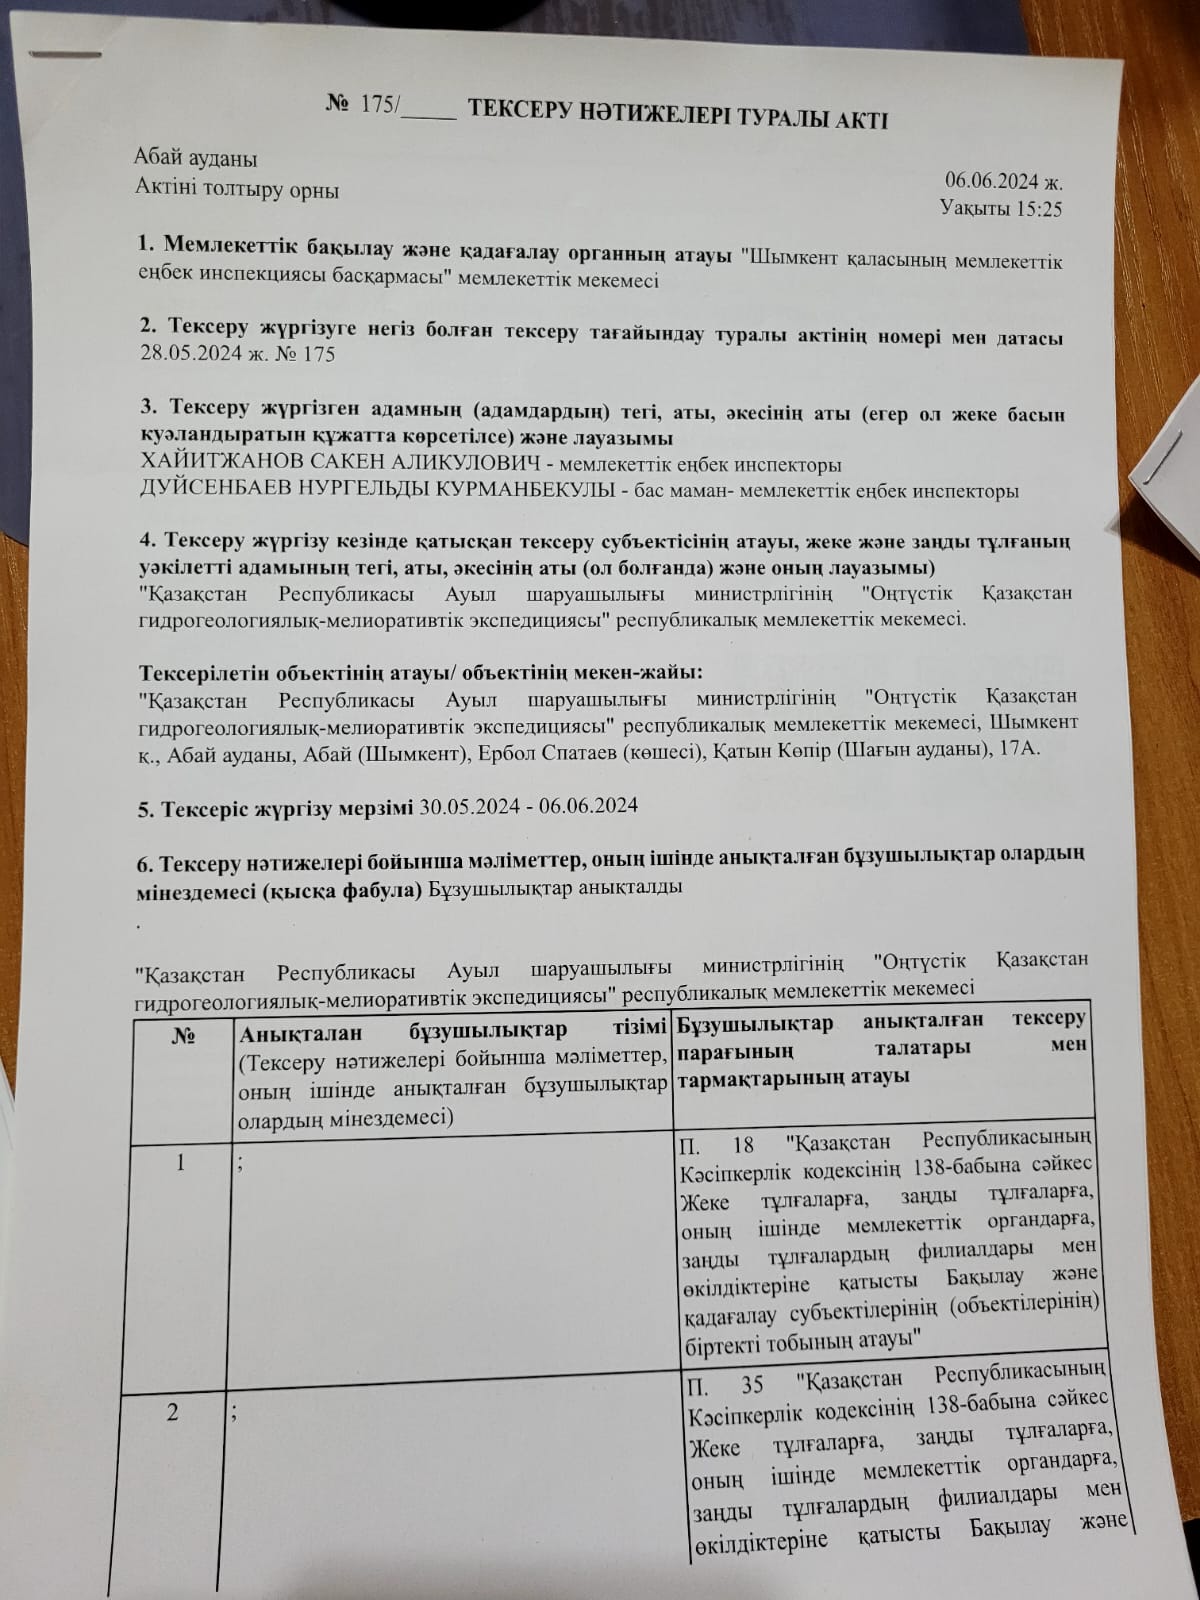 № 175/_____ ТЕКСЕРУ НӘТИЖЕЛЕРІ ТУРАЛЫ АКТІ
Абай ауданы
Актіні толтыру орны
06.06.2024 ж.
Уақыты 15:25
1. Мемлекеттік бақылау және қадағалау органның атауы "Шымкент қаласының мемлекеттік
еңбек инспекциясы басқармасы" мемлекеттік мекемесі
2. Тексеру жүргізуге негіз болған тексеру тағайындау туралы актінің номері мен датасы
28.05.2024 ж. № 175
3. Тексеру жүргізген адамның (адамдардың) тегі, аты, әкесінің аты (егер ол жеке басын
куәландыратын құжатта көрсетілсе) және лауазымы
ХАЙИТЖАНОВ САКЕН АЛИКУЛОВИЧ - мемлекеттік еңбек инспекторы
ДУЙСЕНБАЕВ НУРГЕЛЬДЫ КУРМАНБЕКУЛЫ - бас маман- мемлекеттік еңбек инспекторы
4. Тексеру жүргізу кезінде қатысқан тексеру субъектісінің атауы, жеке және заңды тұлғаның
уәкілетті адамының тегі, аты, әкесінің аты (ол болғанда) және оның лауазымы)
"Қазақстан Республикасы Ауыл шаруашылығы министрлігінің "Оңтүстік Қазақстан
гидрогеологиялық-мелиоративтік экспедициясы" республикалық мемлекеттік мекемесі.
Тексерілетін объектінің атауы/ объектінің мекен-жайы:
"Қазақстан Республикасы Ауыл шаруашылығы министрлігінің "Оңтүстік Қазақстан
гидрогеологиялық-мелиоративтік экспедициясы" республикалық мемлекеттік мекемесі, Шымкент
қ., Абай ауданы, Абай (Шымкент), Ербол Спатаев (көшесі), Қатын Көпір (Шағын ауданы), 17А.
5. Тексеріс жүргізу мерзімі 30.05.2024 - 06.06.2024
6. Тексеру нәтижелері бойынша мәліметтер, оның ішінде анықталған бұзушылықтар олардың
мінездемесі (қысқа фабула) Бұзушылықтар анықталды
.
"Қазақстан Республикасы Ауыл шаруашылығы министрлігінің "Оңтүстік Қазақстан
гидрогеологиялық-мелиоративтік экспедициясы" республикалық мемлекеттік мекемесі
№
Анықталан бұзушылықтар тізімі
(Тексеру нәтижелері бойынша мәліметтер,
оның ішінде анықталған бұзушылықтар
олардың мінездемесі)
Бұзушылықтар анықталған тексеру
парағының талатары мен
тармақтарының атауы
1
;
П. 18 "Қазақстан Республикасының
Кәсіпкерлік кодексінің 138-бабына сәйкес
Жеке тұлғаларға, заңды тұлғаларға,
оның ішінде мемлекеттік органдарға,
заңды тұлғалардың филиалдары мен
өкілдіктеріне қатысты Бақылау және
қадағалау субъектілерінің (объектілерінің)
біртекті тобының атауы"
2
;
П. 35 "Қазақстан Республикасының
Кәсіпкерлік кодексінің 138-бабына сәйкес
Жеке тұлғаларға, заңды тұлғаларға,
оның ішінде мемлекеттік органдарға,
заңды тұлғалардың филиалдары мен
өкілдіктеріне қатысты Бақылау және